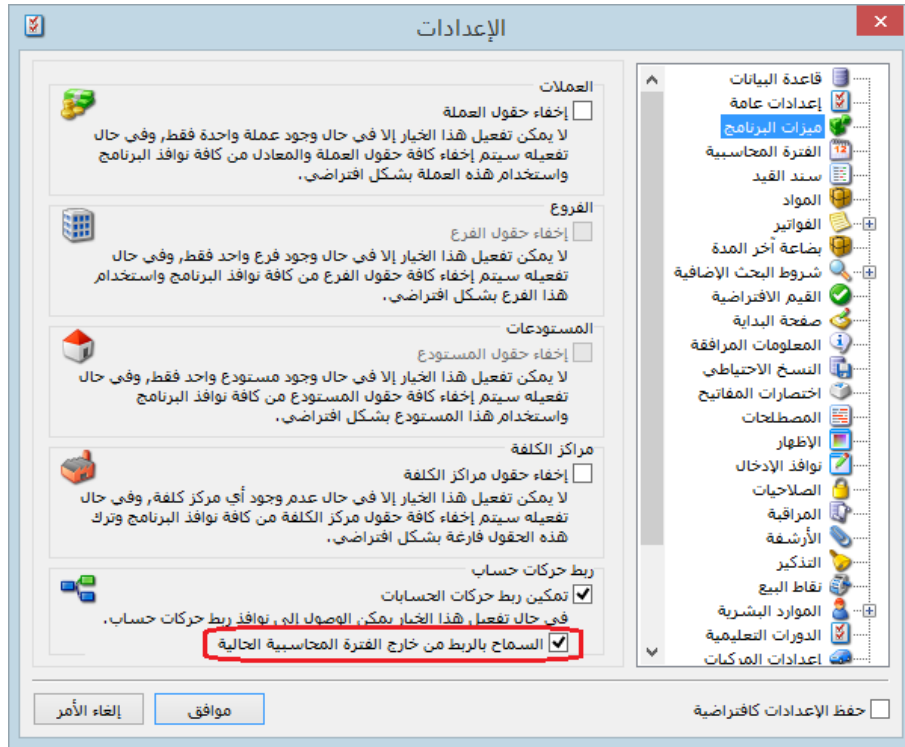 الإعدادات
قاعدة البيانات
إعدادات عامة
ميزات البرنامج
الفترة المحاسبية
سند القيد
المواد
الفواتير
بضاعة آخر المدة
شروط البحث الإضافية
القيم الافتراضية
صفحة البداية
المعلومات المرافقة
النسخ الاحتياطي
اختصارات المفاتيح
المصطلحات
الإظهار
نوافذ الإدخال
الصلاحيات
المراقبة
الأرشفة
التذكير
نقاط البيع
الموارد البشرية
الدورات التعليمية
إعدادات المركبات
العملات
إخفاء حقول العملة
لا يمكن تفعيل هذا الخيار إلا في حال وجود عملة واحدة فقط, وفي حال
تفعيله سيتم إخفاء كافة حقول العملة والمعادل من كافة نوافذ البرنامج
واستخدام هذه العملة بشكل افتراضي.
الفروع
إخفاء حقول الفرع
لا يمكن تفعيل هذا الخيار إلا في حال وجود فرع واحد فقط, وفي حال
تفعيله سيتم إخفاء كافة حقول الفرع من كافة نوافذ البرنامج واستخدام
هذا الفرع بشكل افتراضي.
المستودعات
إخفاء حقول المستودع
لا يمكن تفعيل هذا الخيار إلا في حال وجود مستودع واحد فقط, وفي حال
تفعيله سيتم إخفاء كافة حقول المستودع من كافة نوافذ البرنامج
واستخدام هذا المستودع بشكل افتراضي.
مراكز الكلفة
إخفاء حقول مراكز الكلفة
لا يمكن تفعيل هذا الخيار إلا في حال عدم وجود أي مركز كلفة, وفي حال
تفعيله سيتم إخفاء كافة حقول مركز الكلفة من كافة نوافذ البرنامج وترك
هذه الحقول فارغة بشكل افتراضي.
ربط حركات حساب
تمكين ربط حركات الحسابات
في حال تفعيل هذا الخيار يمكن الوصول إلى نوافذ ربط حركات حساب.
السماح بالربط من خارج الفترة المحاسبية الحالية
حفظ الإعدادات كافتراضية
موافق
إلغاء الأمر